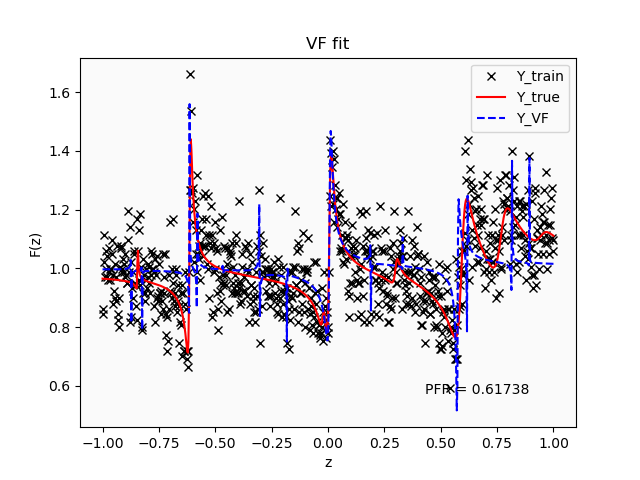 VF fit
Y_train
Y_true
Y_VF
1.6
1.4
1.2
1.0
0.8
0.6
F(z)
PFR = 0.61738
−1.00 −0.75 −0.50 −0.25 0.00 0.25 0.50 0.75 1.00
z